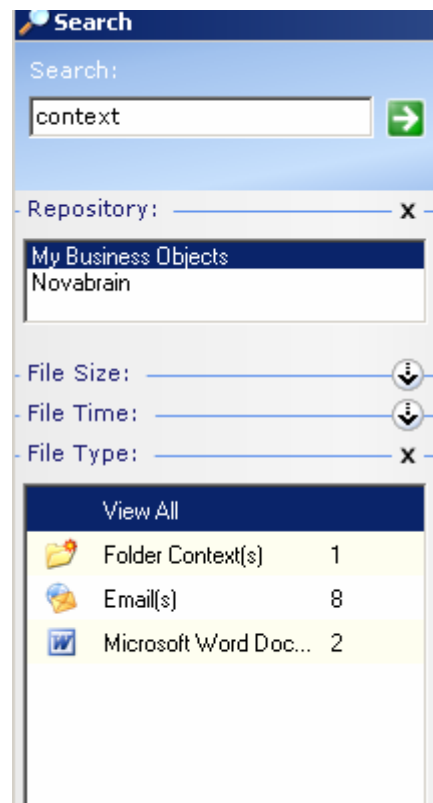 Search
Search:
context
Repository: x
My Business Objects
Novabrain
File Size:
File Time:
File Type: x
View All
Folder Context(s) 1
Email(s) 8
Microsoft Word Doc... 2